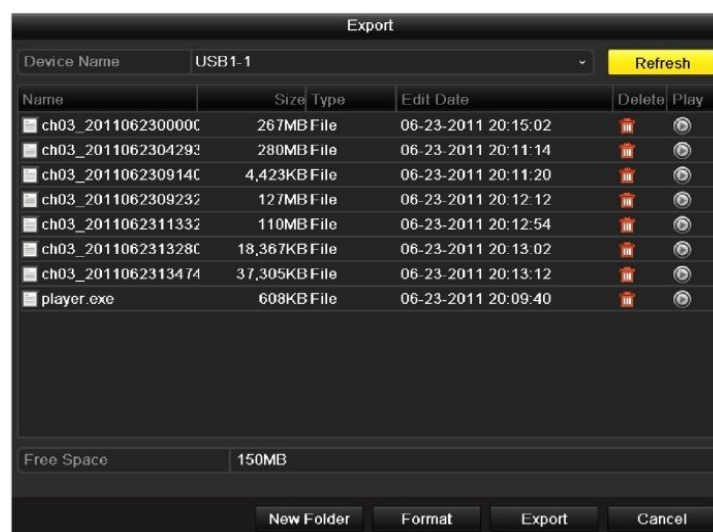 Export
Device Name USB1-1 Refresh
Name Size Type Edit Date Delete Play
ch03_2011062300000 267MB File 06-23-2011 20:15:02
ch03_2011062304293 280MB File 06-23-2011 20:11:14
ch03_2011062309140 4,423KB File 06-23-2011 20:11:20
ch03_2011062309232 127MB File 06-23-2011 20:12:12
ch03_2011062311332 110MB File 06-23-2011 20:12:54
ch03_2011062313280 18,367KB File 06-23-2011 20:13:02
ch03_2011062313474 37,305KB File 06-23-2011 20:13:12
player.exe 608KB File 06-23-2011 20:09:40
Free Space 150MB
New Folder Format Export Cancel